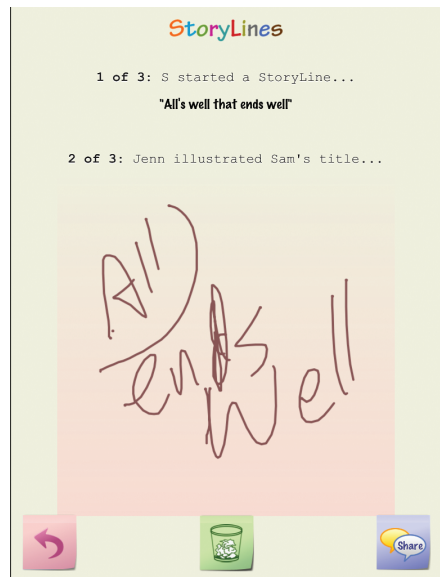 StoryLines
1 of 3: S started a StoryLine...
"All's well that ends well"
2 of 3: Jenn illustrated Sam's title...
All
ends
Well
Share